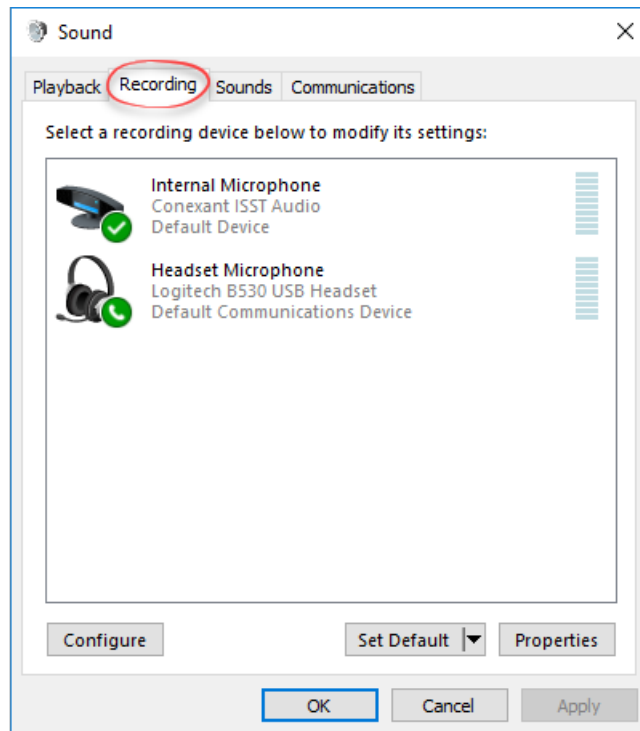 Sound
Playback Recording Sounds Communications
Select a recording device below to modify its settings:
Internal Microphone
Conexant ISST Audio
Default Device
Headset Microphone
Logitech B530 USB Headset
Default Communications Device
Configure Set Default Properties
OK Cancel Apply